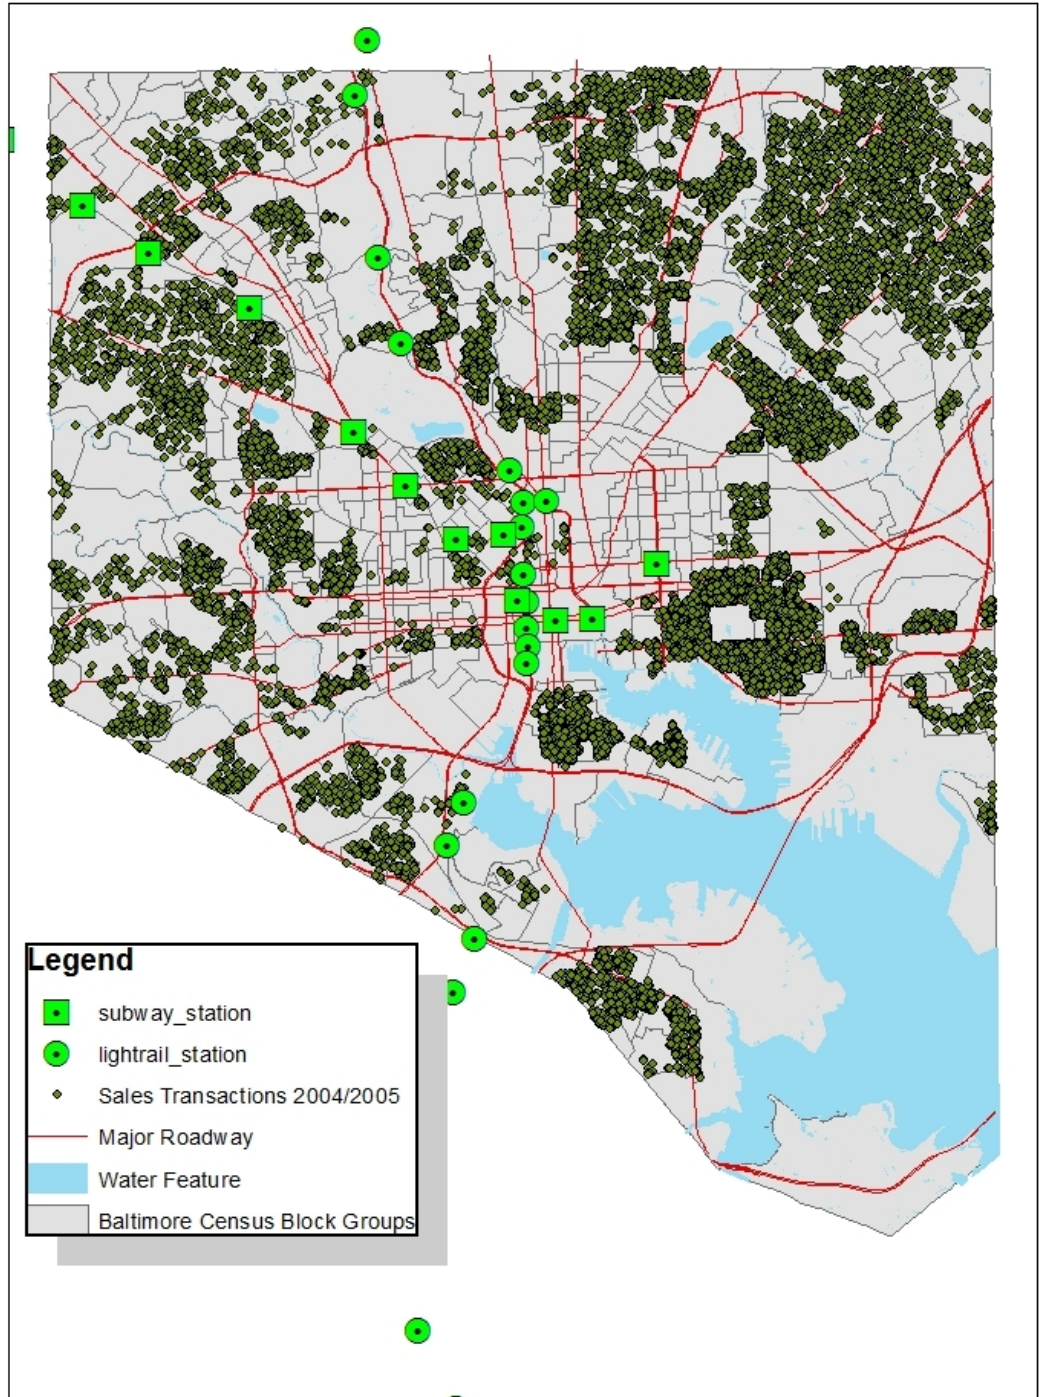 Legend
subway_station
lightrail_station
Sales Transactions 2004/2005
Major Roadway
Water Feature
Baltimore Census Block Groups